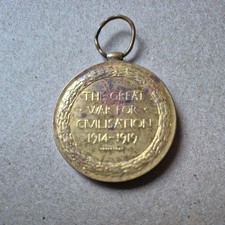 THE GREAT
WAR FOR
CIVILISATION
1914-1919